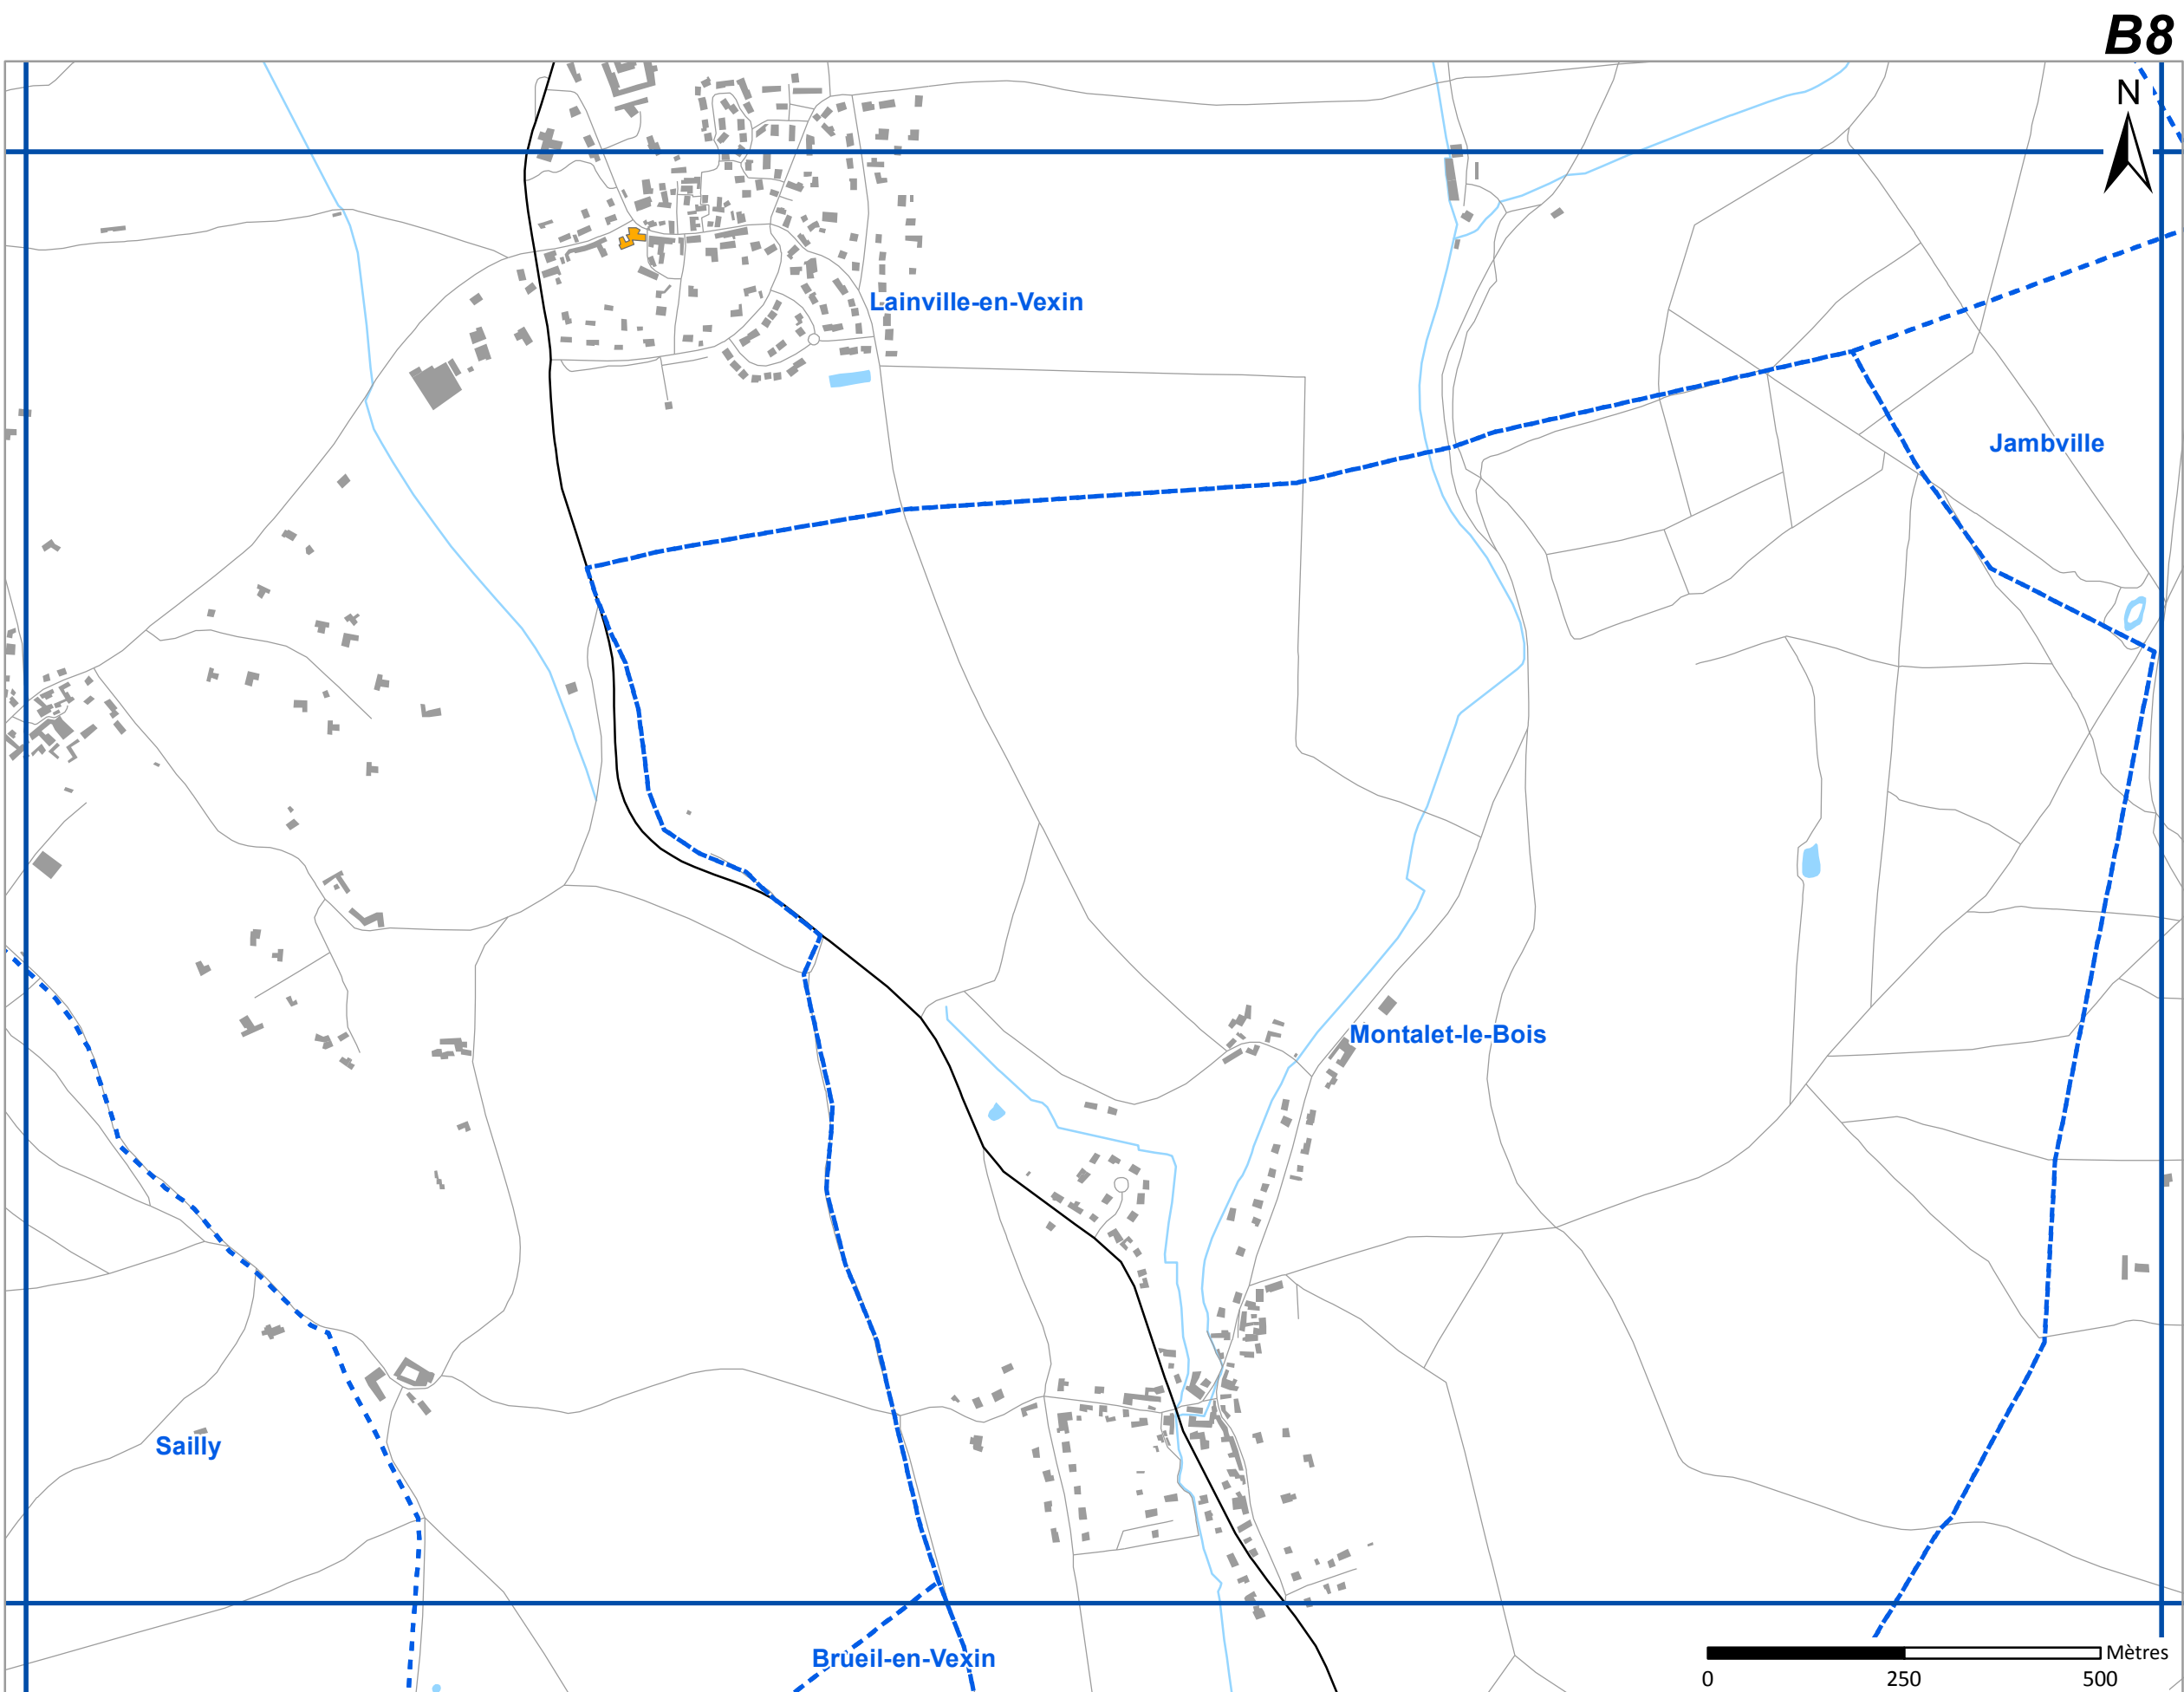 B8
N
Lainville-en-Vexin
Jambville
Montalet-le-Bois
Sailly
Brueil-en-Vexin
Mètres
0 250 500